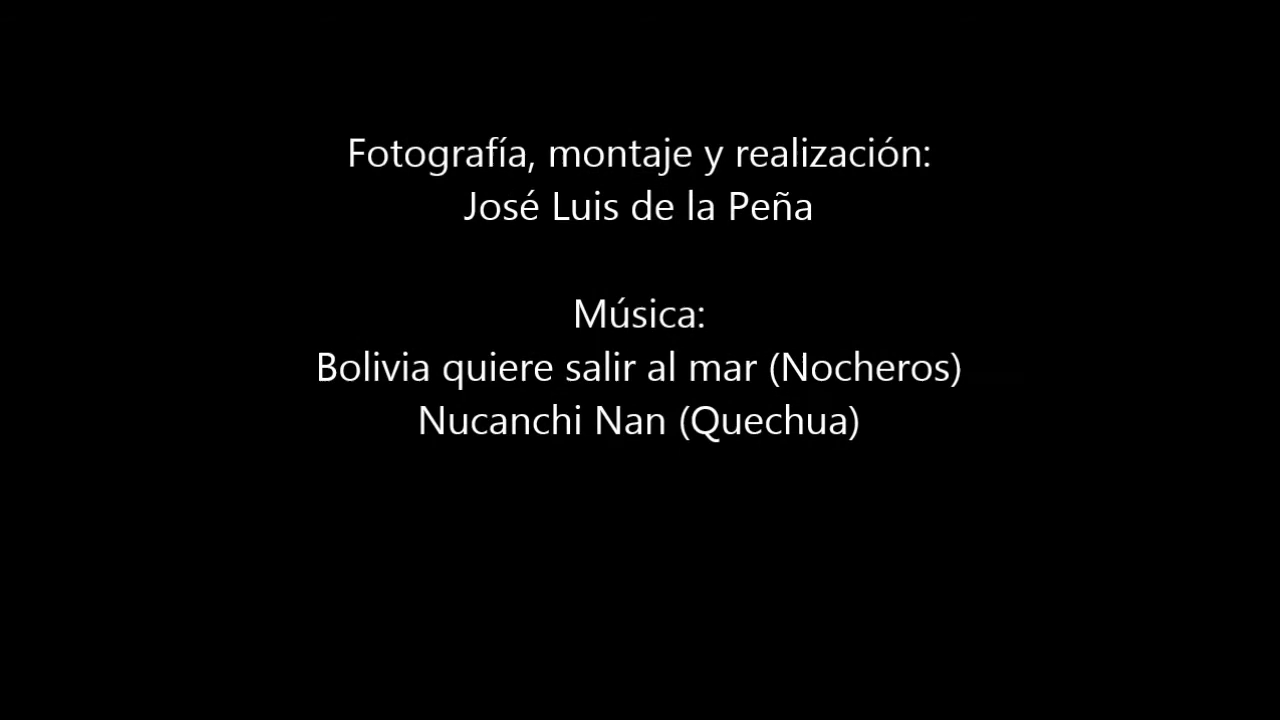 Fotografía, montaje y realización:
José Luis de la Peña
Música:
Bolivia quiere salir al mar (Nocheros)
Nucanchi Nan (Quechua)